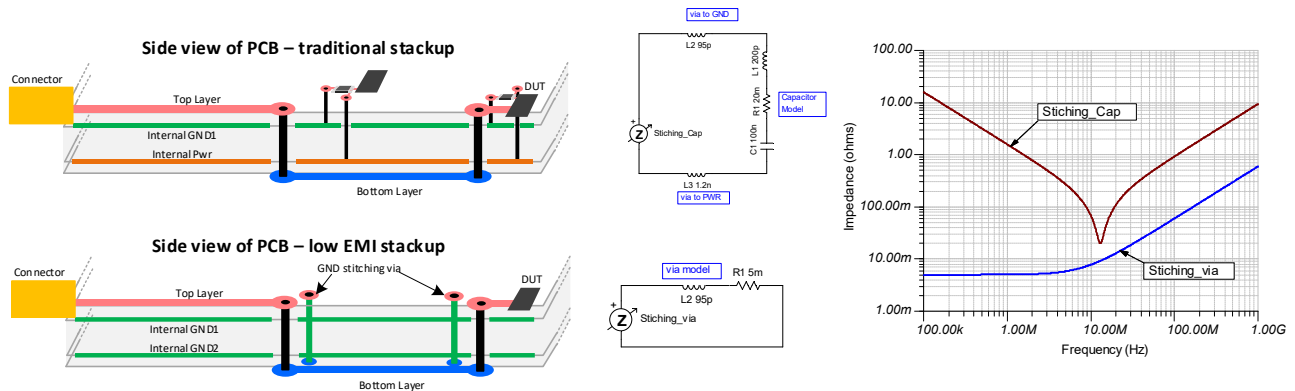 Side view of PCB – traditional stackup
Connector
Top Layer
DUT
Internal GND1
Internal Pwr
Bottom Layer
Side view of PCB – low EMI stackup
Connector
GND stitching via
DUT
Top Layer
Internal GND1
Internal GND2
Bottom Layer
via to GND
L2 95p
L1 200p
R1 20m
Capacitor
Model
C1 100n
+
Z
Stiching_Cap
L3 1.2n
via to PWR
via model
R1 5m
L2 95p
+
Z
Stiching_via
100.00
10.00
1.00
100.00m
10.00m
1.00m
Impedance (ohms)
Stiching_Cap
Stiching_via
100.00k
1.00M
10.00M
100.00M
1.00G
Frequency (Hz)